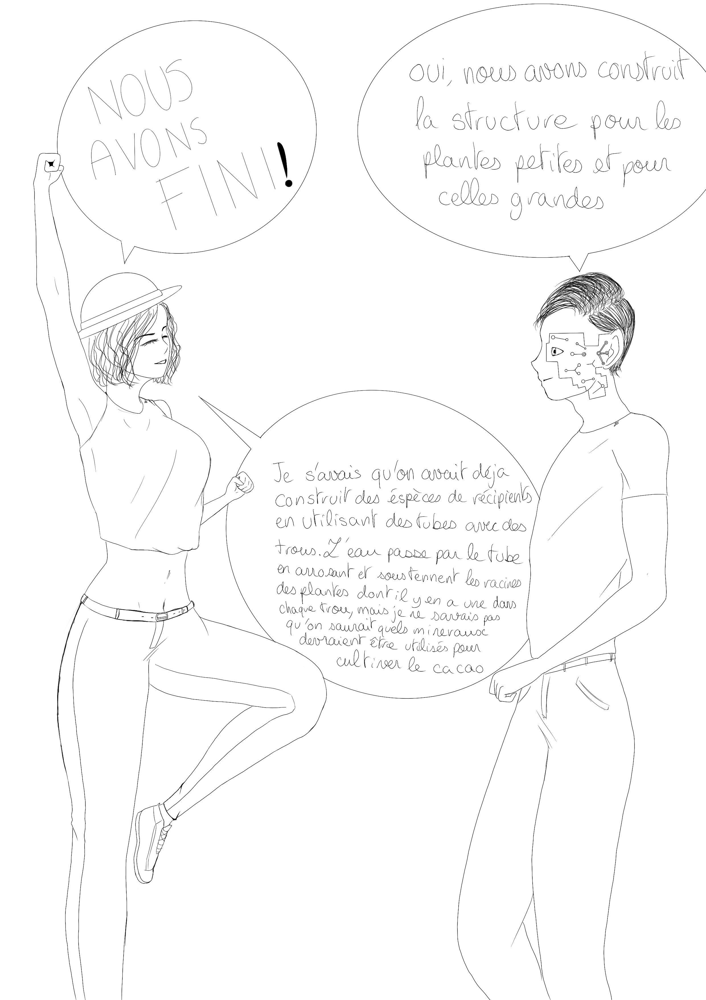 NOUS
AVONS
FINI!
OUI, nous avons construit
la structure pour les
plantes petites et pour
celles grandes
Je s'avais qu'on avait déja
construit des éspèces de récipients
en utilisant des tubes avec des
trous. L'eau passe par le tube
en arrosant et soustennent les racines
des plantes dont il y en a une dans
chaque trou, mais je ne savais pas
qu'on saurait quels mineraux
devraient être utilisés pour
cultiver le cacao